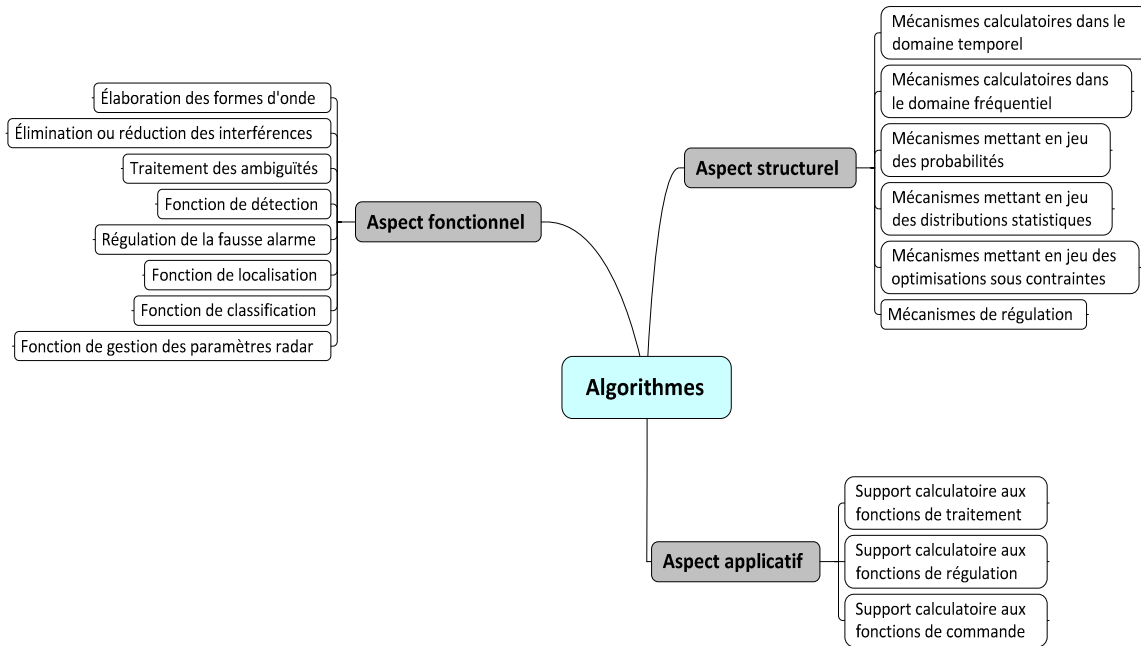 Algorithmes
Aspect fonctionnel
Élaboration des formes d'onde
Élimination ou réduction des interférences
Traitement des ambiguïtés
Fonction de détection
Régulation de la fausse alarme
Fonction de localisation
Fonction de classification
Fonction de gestion des paramètres radar
Aspect structurel
Mécanismes calculatoires dans le
domaine temporel
Mécanismes calculatoires dans
le domaine fréquentiel
Mécanismes mettant en jeu
des probabilités
Mécanismes mettant en jeu
des distributions statistiques
Mécanismes mettant en jeu des
optimisations sous contraintes
Mécanismes de régulation
Aspect applicatif
Support calculatoire aux
fonctions de traitement
Support calculatoire aux
fonctions de régulation
Support calculatoire aux
fonctions de commande